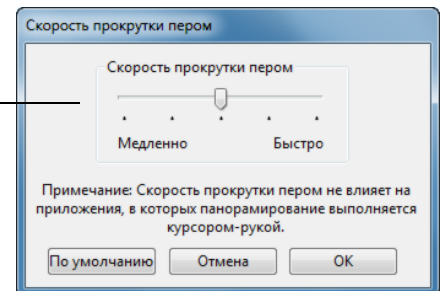 Скорость прокрутки пером
Скорость прокрутки пером
Медленно Быстро
Примечание: Скорость прокрутки пером не влияет на
приложения, в которых панорамирование выполняется
курсором-рукой.
По умолчанию Отмена ОК